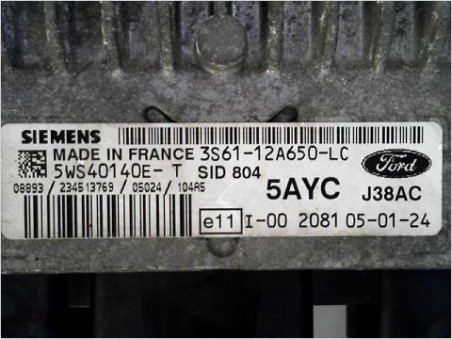 SIEMENS
MADE IN FRANCE 3S61-12A650-LC
5WS40140E- T SID 804
Ford
08893 / 234513769 / 05024 / 104A5
5AYC J38AC
e11 I-00 2081 05-01-24